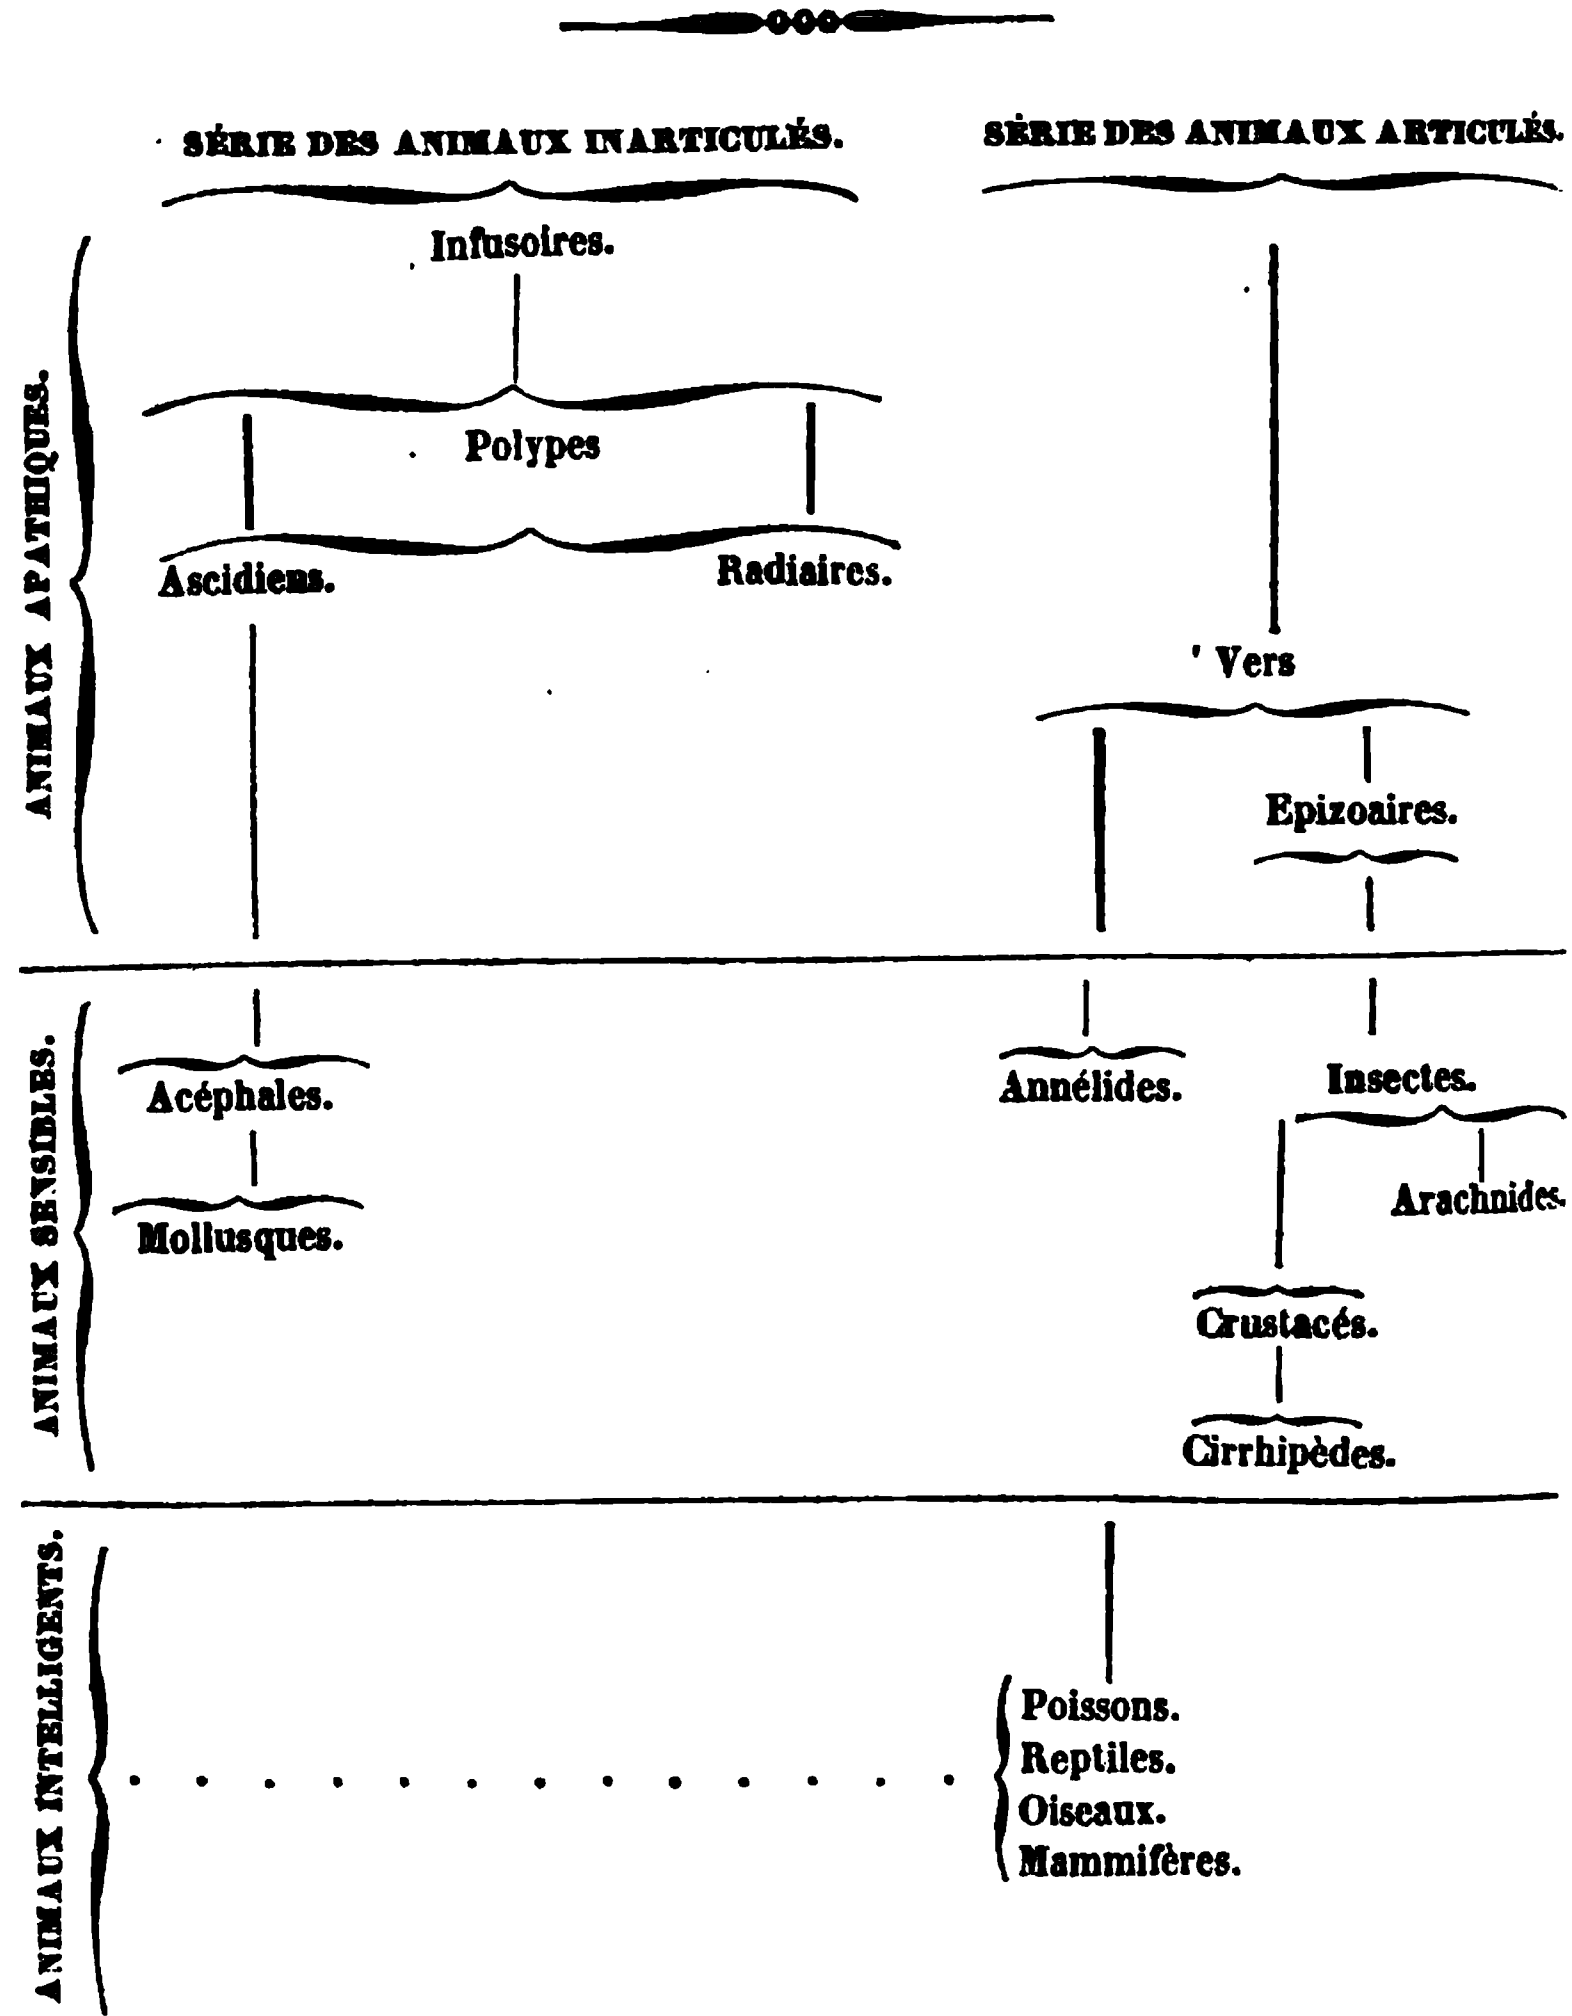 SÉRIE DES ANIMAUX INARTICULÉS.
SÉRIE DES ANIMAUX ARTICULÉS.
ANIMAUX APATHIQUES.
Infusoires.
Polypes
Ascidiens.
Radiaires.
Vers
Epizoaires.
ANIMAUX SENSIBLES.
Acéphales.
Annélides.
Insectes.
Mollusques.
Arachnides.
Crustacés.
Cirrhipèdes.
ANIMAUX INTELLIGENTS.
Poissons.
Reptiles.
Oiseaux.
Mammifères.